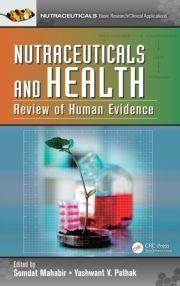 NUTRACEUTICALS Basic Research/Clinical Applications
NUTRACEUTICALS
AND HEALTH
Review of Human Evidence
Edited by
Somdat Mahabir • Yashwant V. Pathak
CRC Press